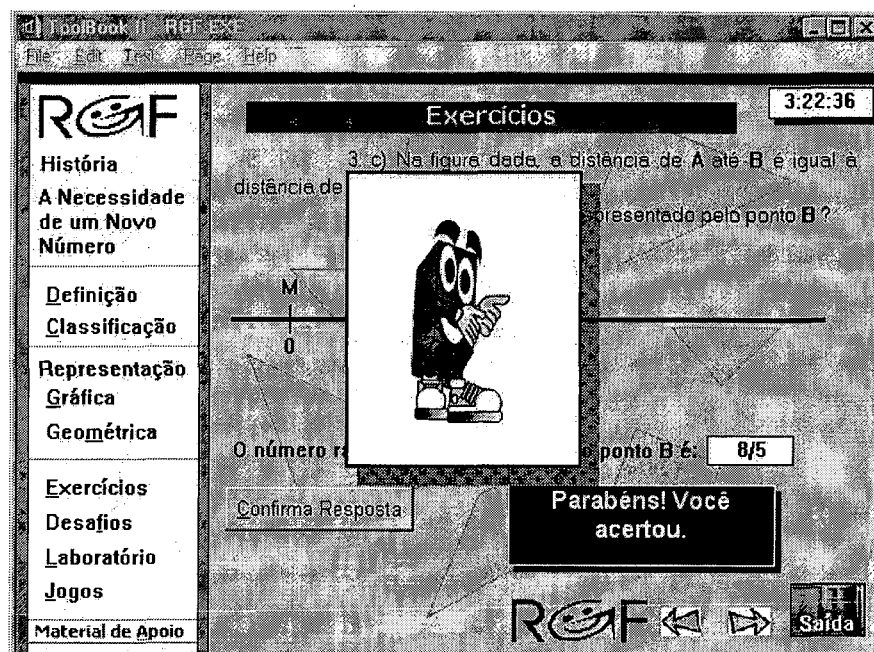 ToolBook II - RGF.EXE
File Edit Text Page Help
RGF
História
A Necessidade
de um Novo
Número
Definição
Classificação
Representação
Gráfica
Geométrica
Exercícios
Desafios
Laboratório
Jogos
Material de Apoio
Exercícios
3:22:36
3. c) Na figura dada, a distância de A até B é igual à
distância de
presentado pelo ponto B ?
M
0
O número r
ponto B é: 8/5
Confirma Resposta
Parabéns! Você
acertou.
RGF
Saída